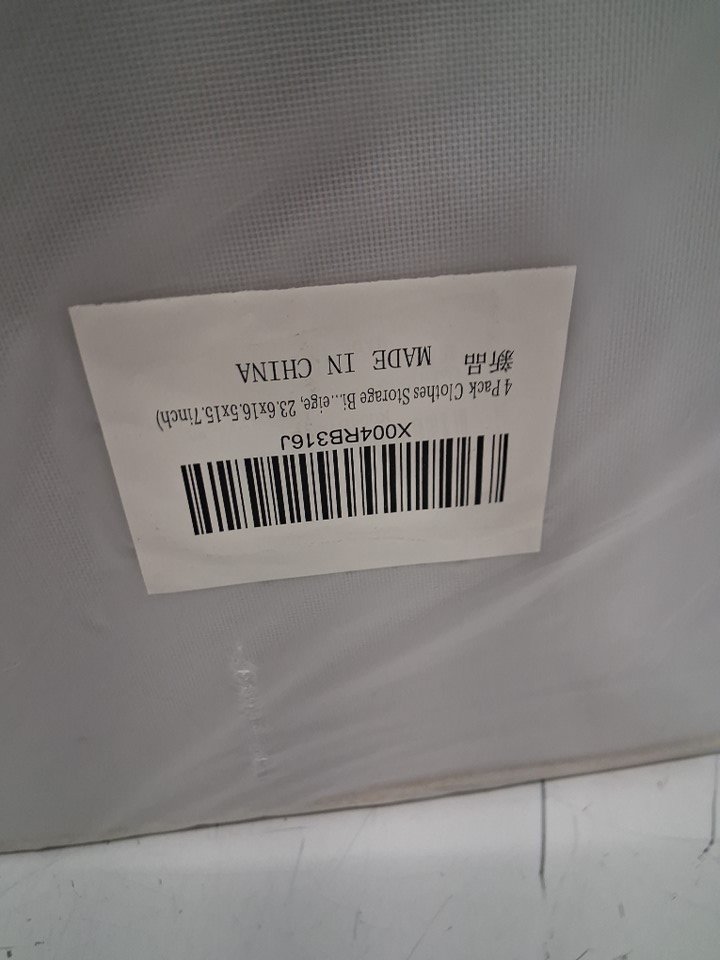 X004RB316J
4 Pack Clothes Storage Bi...eige, 23.6x16.5x15.7inch)
新品 MADE IN CHINA